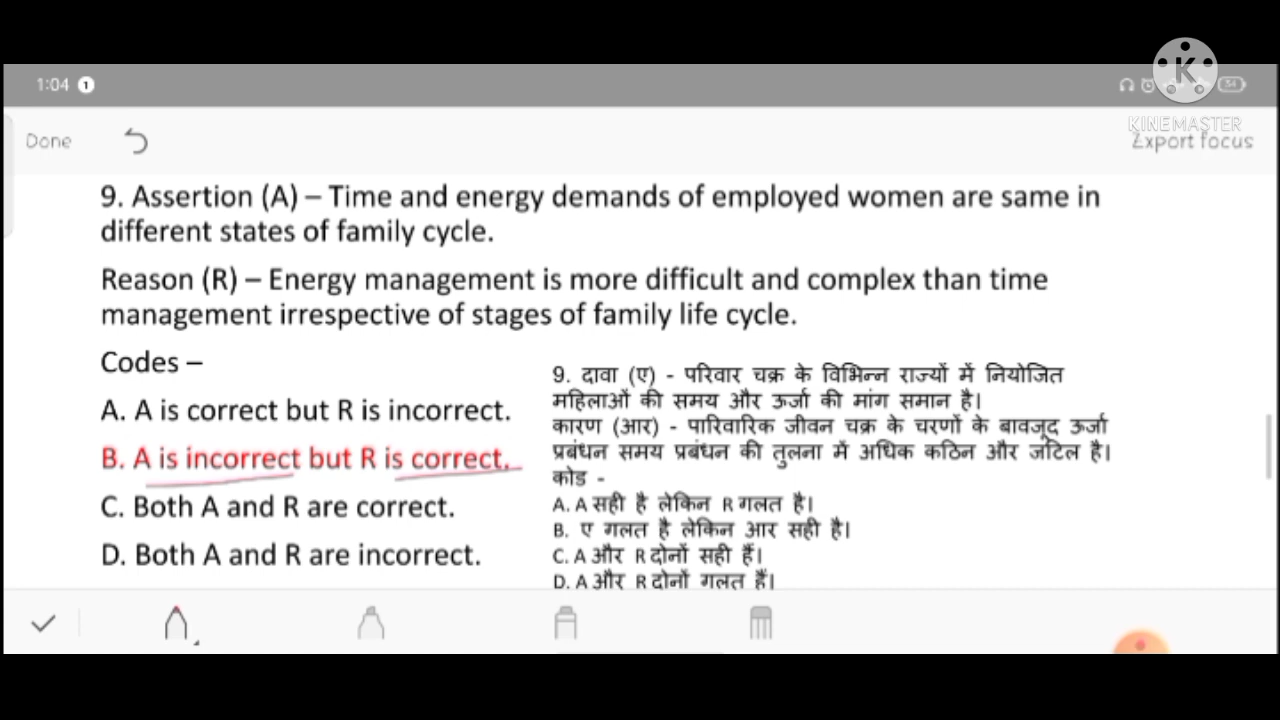 1:04 1
54
KINEMASTER
Done
Export focus
9. Assertion (A) – Time and energy demands of employed women are same in
different states of family cycle.
Reason (R) – Energy management is more difficult and complex than time
management irrespective of stages of family life cycle.
Codes –
A. A is correct but R is incorrect.
B. A is incorrect but R is correct.
C. Both A and R are correct.
D. Both A and R are incorrect.
9. दावा (ए) - परिवार चक्र के विभिन्न राज्यों में नियोजित
महिलाओं की समय और ऊर्जा की मांग समान है।
कारण (आर) - पारिवारिक जीवन चक्र के चरणों के बावजूद ऊर्जा
प्रबंधन समय प्रबंधन की तुलना में अधिक कठिन और जटिल है।
कोड -
A. A सही है लेकिन R गलत है।
B. ए गलत है लेकिन आर सही है।
C. A और R दोनों सही हैं।
D. A और R दोनों गलत हैं।